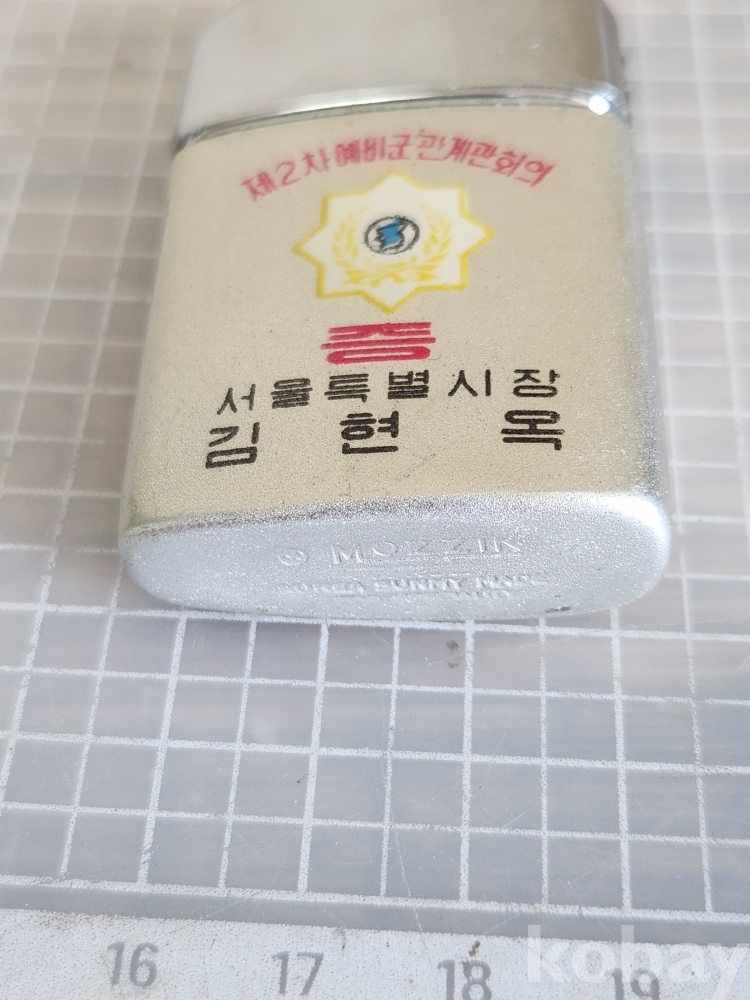 제2차예비군관계관회의
증
서울특별시장
김현옥
MOZZIK
16 17 18 19
kobay